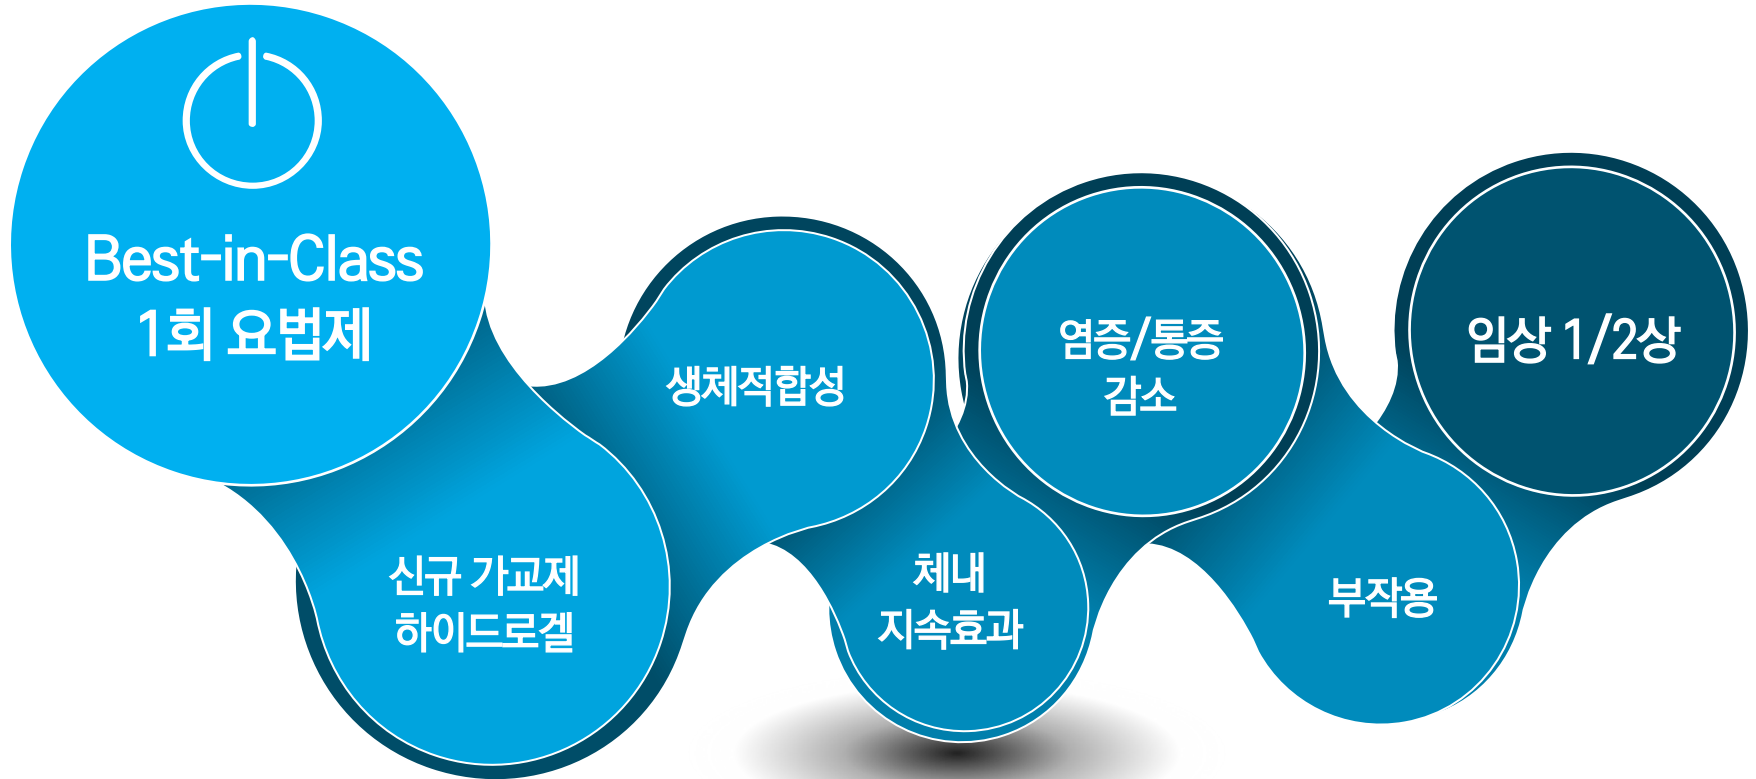 Best-in-Class
1회 요법제
신규 가교제
하이드로겔
생체적합성
체내
지속효과
염증/통증
감소
부작용
임상 1/2상